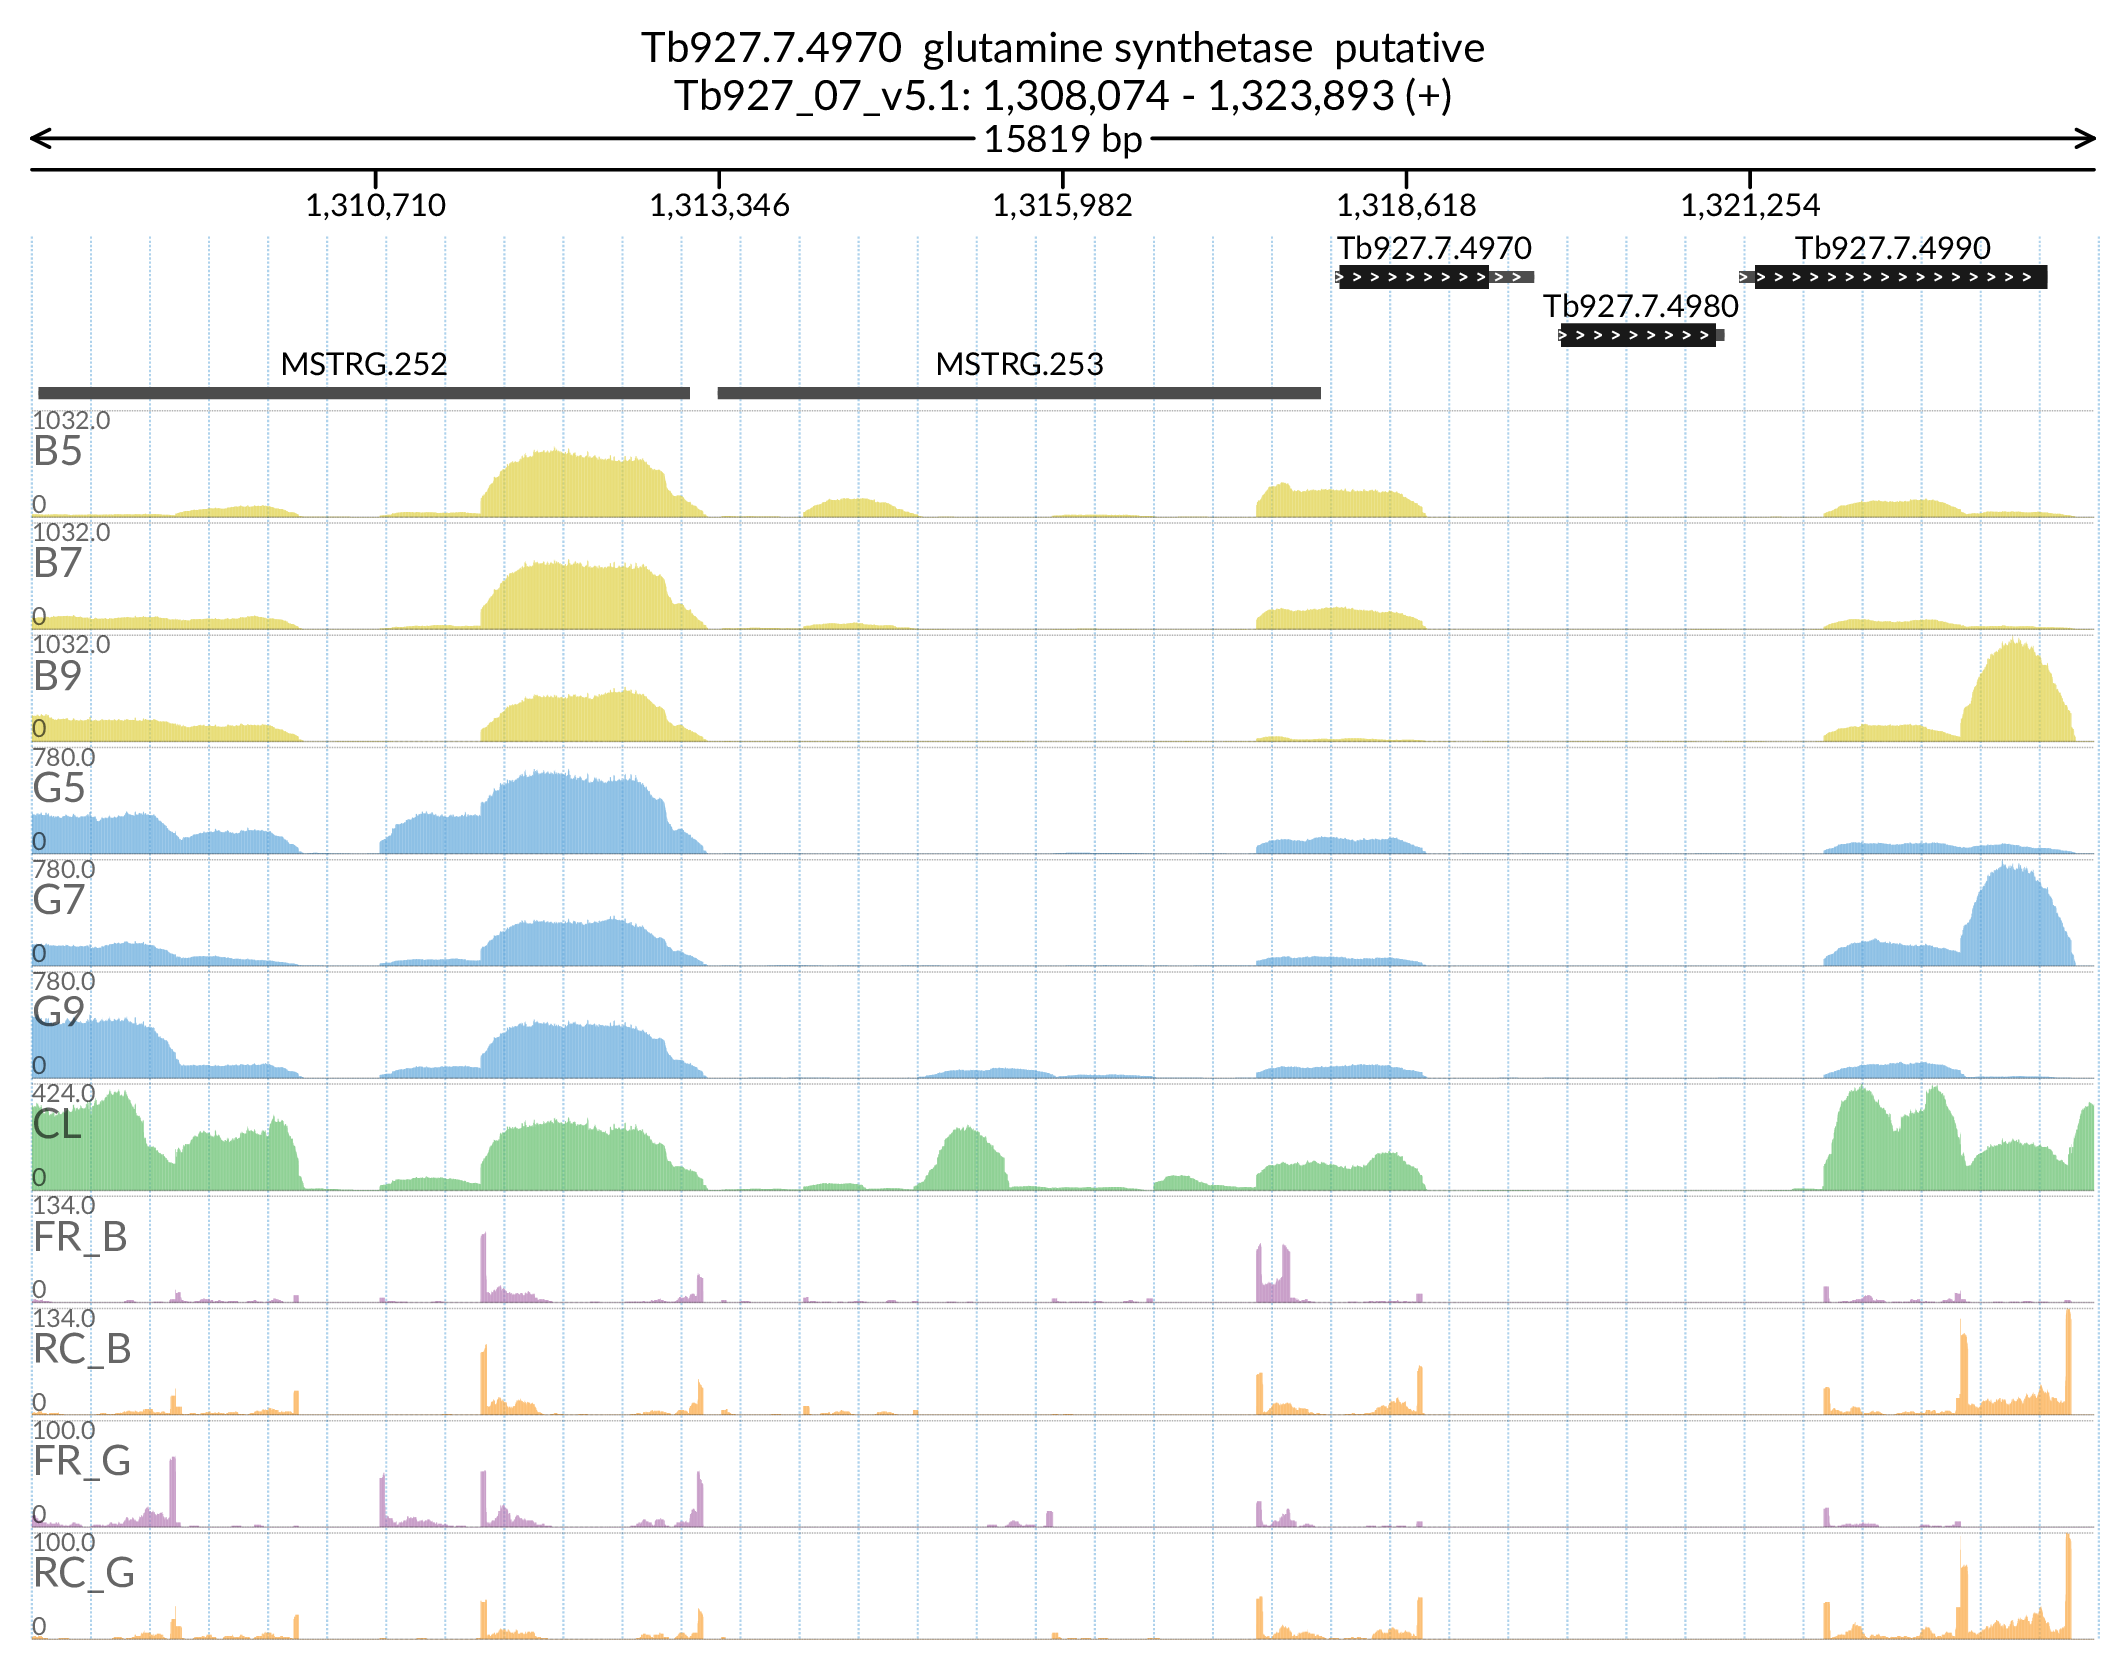 Tb927.7.4970 glutamine synthetase putative
Tb927_07_v5.1: 1,308,074 - 1,323,893 (+)
15819 bp
1,310,710 1,313,346 1,315,982 1,318,618 1,321,254
Tb927.7.4970 Tb927.7.4990
Tb927.7.4980
MSTRG.252 MSTRG.253
1032.0
B5
0
1032.0
B7
0
1032.0
B9
0
780.0
G5
0
780.0
G7
0
780.0
G9
0
424.0
CL
0
134.0
FR_B
0
134.0
RC_B
0
100.0
FR_G
0
100.0
RC_G
0